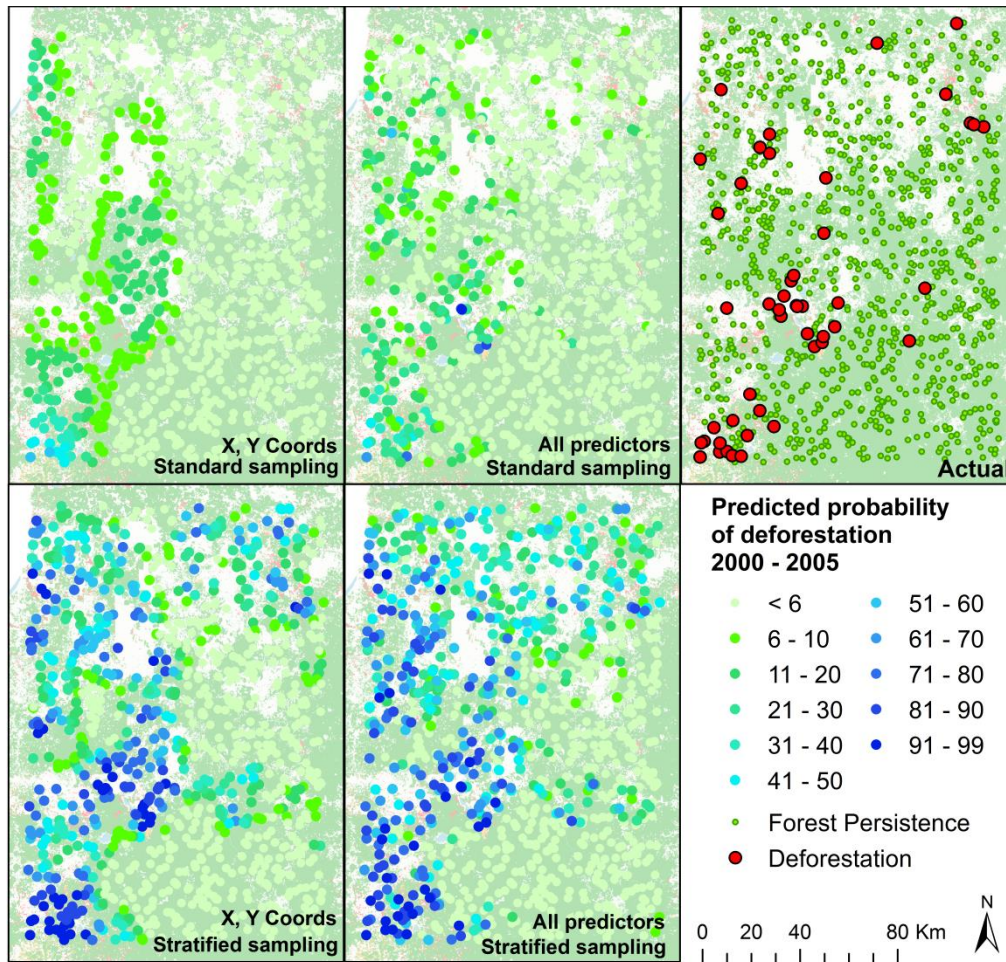 X, Y Coords
Standard sampling
All predictors
Standard sampling
Actual
X, Y Coords
Stratified sampling
All predictors
Stratified sampling
Predicted probability
of deforestation
2000 - 2005
< 6
6 - 10
11 - 20
21 - 30
31 - 40
41 - 50
51 - 60
61 - 70
71 - 80
81 - 90
91 - 99
Forest Persistence
Deforestation
N
0 20 40 80 Km